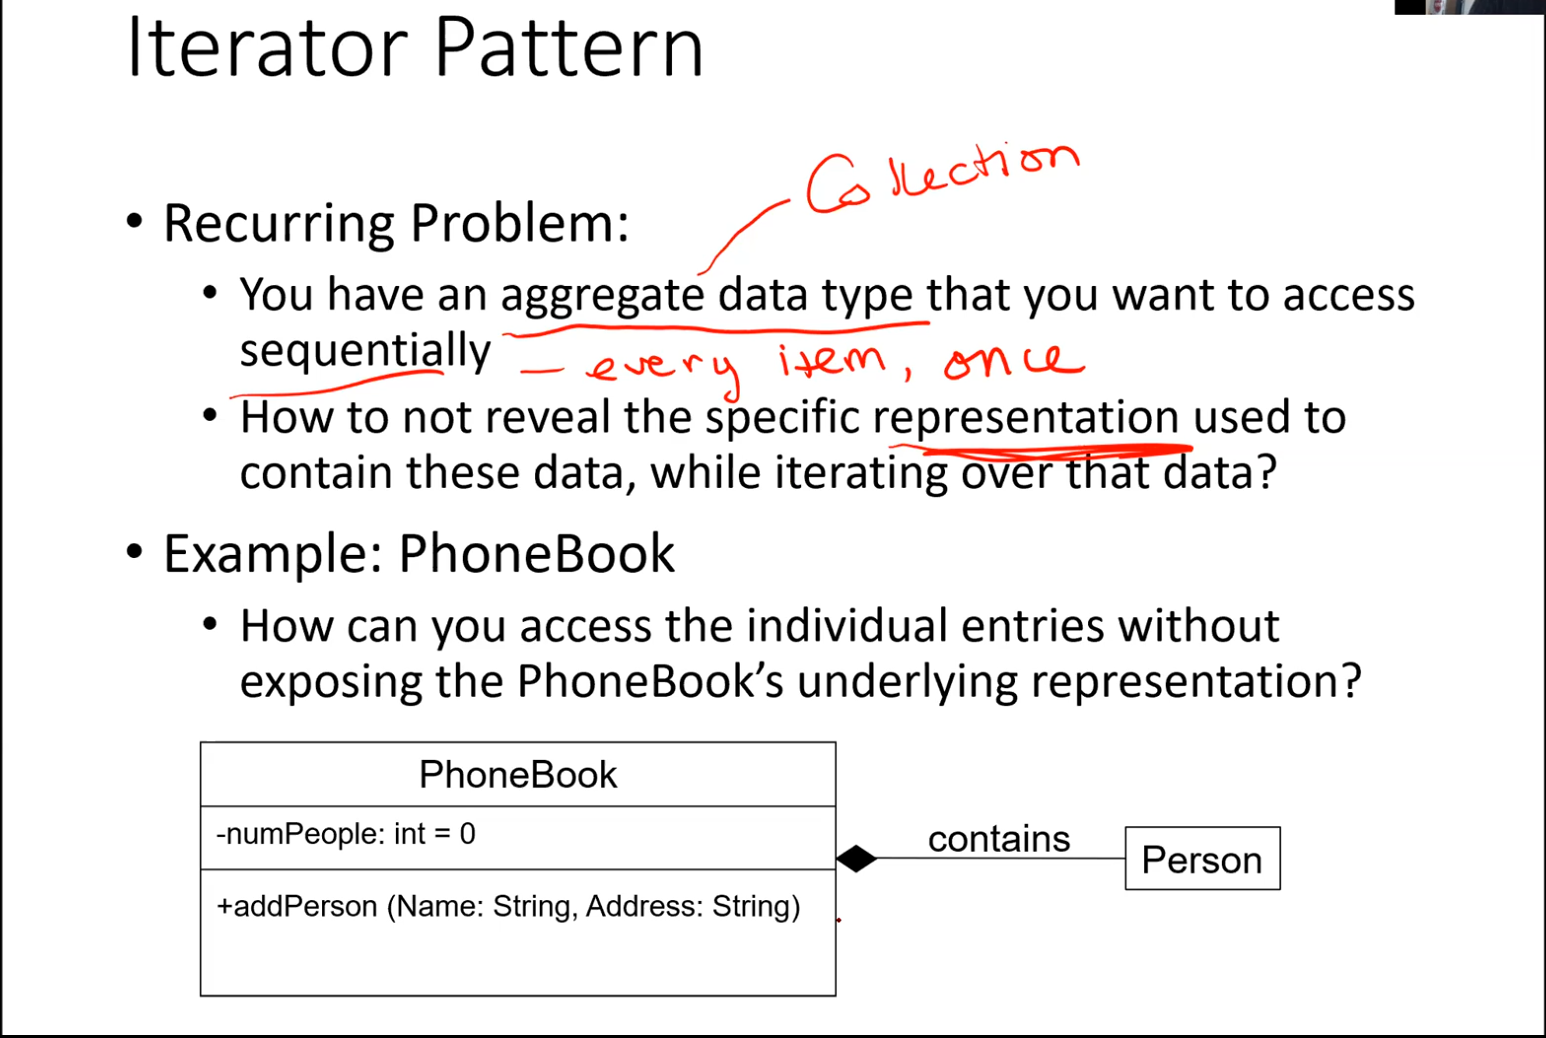 Iterator Pattern
Collection
• Recurring Problem:
• You have an aggregate data type that you want to access
sequentially — every item, once
• How to not reveal the specific representation used to
contain these data, while iterating over that data?
• Example: PhoneBook
• How can you access the individual entries without
exposing the PhoneBook’s underlying representation?
PhoneBook
-numPeople: int = 0
contains
Person
+addPerson (Name: String, Address: String)